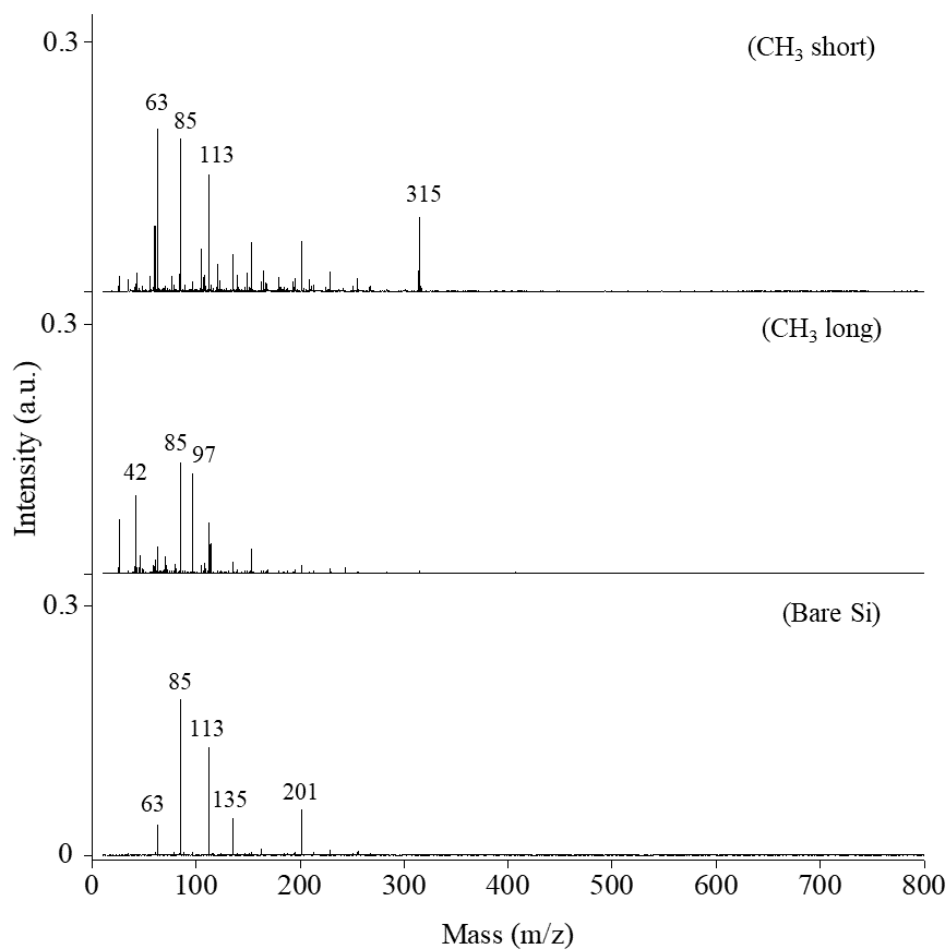 0.3
(CH₃ short)
63
85
113
315
0.3
(CH₃ long)
42
85
97
Intensity (a.u.)
0.3
(Bare Si)
85
113
63
135
201
0
0 100 200 300 400 500 600 700 800
Mass (m/z)